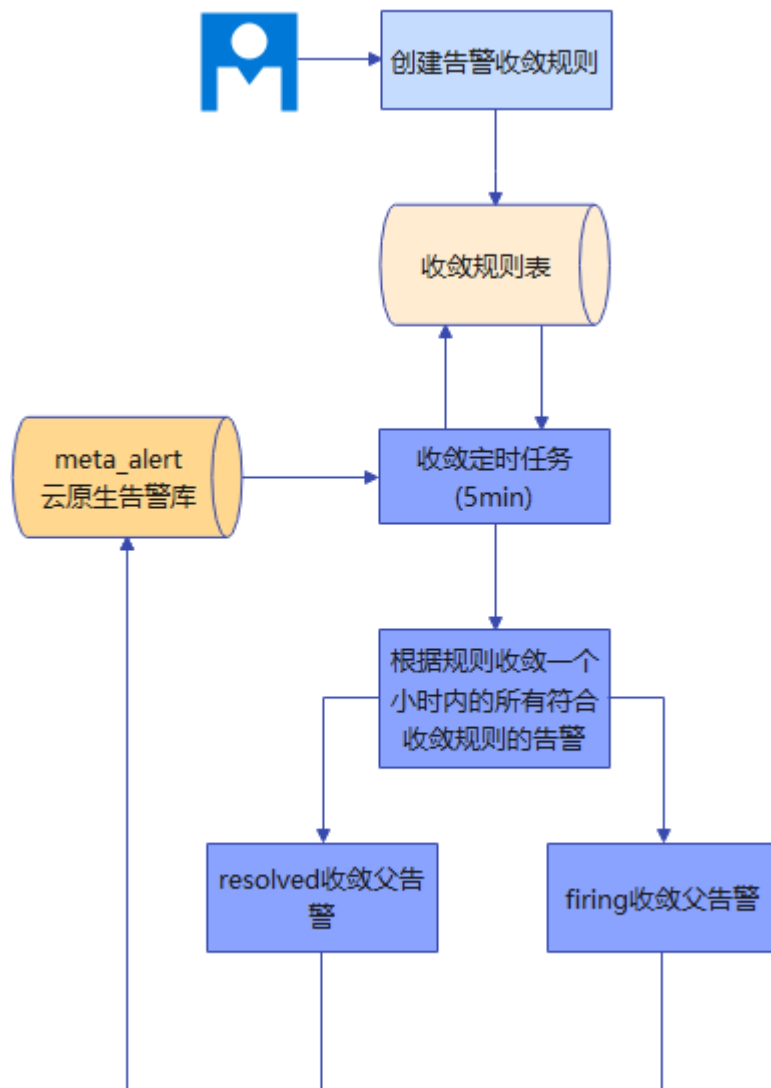 创建告警收敛规则
收敛规则表
meta_alert
云原生告警库
收敛定时任务
(5min)
根据规则收敛一个
小时内的所有符合
收敛规则的告警
resolved收敛父告
警
firing收敛父告警